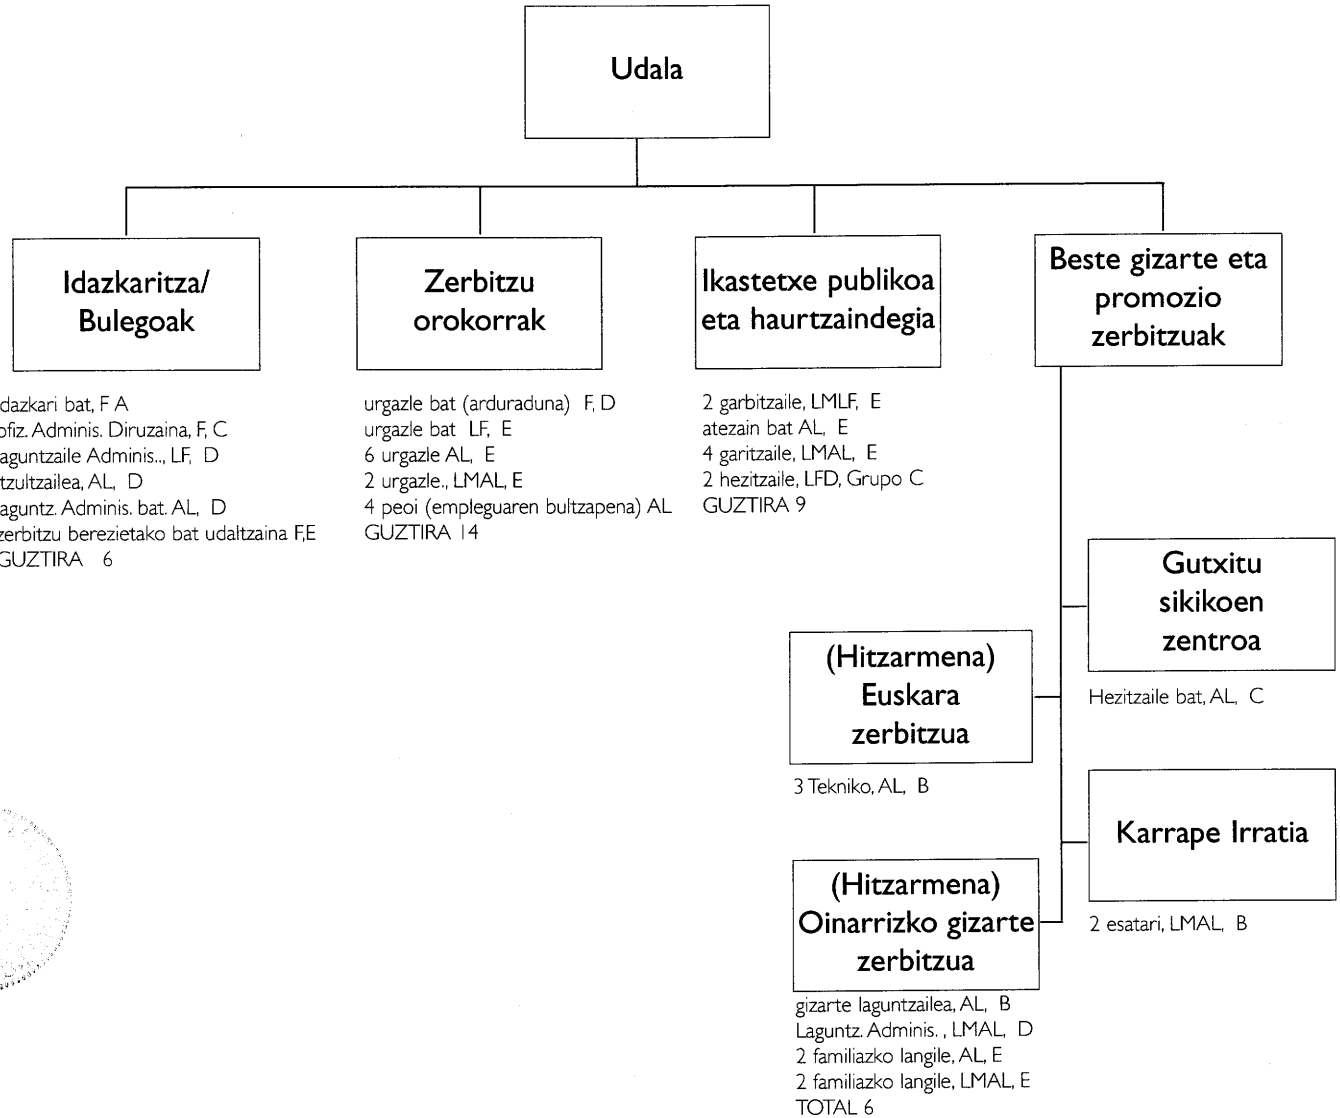 Udala
Idazkaritza/
Bulegoak
dazkari bat, F A
ofiz. Adminis. Diruzaina, F, C
aguntzaile Adminis.., LF, D
tzultzailea, AL, D
aguntz. Adminis. bat. AL, D
zerbitzu berezietako bat udaltzaina F,E
GUZTIRA 6
Zerbitzu
orokorrak
urgazle bat (arduraduna) F, D
urgazle bat LF, E
6 urgazle AL, E
2 urgazle., LMAL, E
4 peoi (empleguaren bultzapena) AL
GUZTIRA 14
Ikastetxe publikoa
eta haurtzaindegia
2 garbitzaile, LMLF, E
atezain bat AL, E
4 garitzaile, LMAL, E
2 hezitzaile, LFD, Grupo C
GUZTIRA 9
Beste gizarte eta
promozio
zerbitzuak
Gutxitu
sikikoen
zentroa
Hezitzaile bat, AL, C
(Hitzarmena)
Euskara
zerbitzua
3 Tekniko, AL, B
Karrape Irratia
2 esatari, LMAL, B
(Hitzarmena)
Oinarrizko gizarte
zerbitzua
gizarte laguntzailea, AL, B
Laguntz. Adminis. , LMAL, D
2 familiazko langile, AL, E
2 familiazko langile, LMAL, E
TOTAL 6